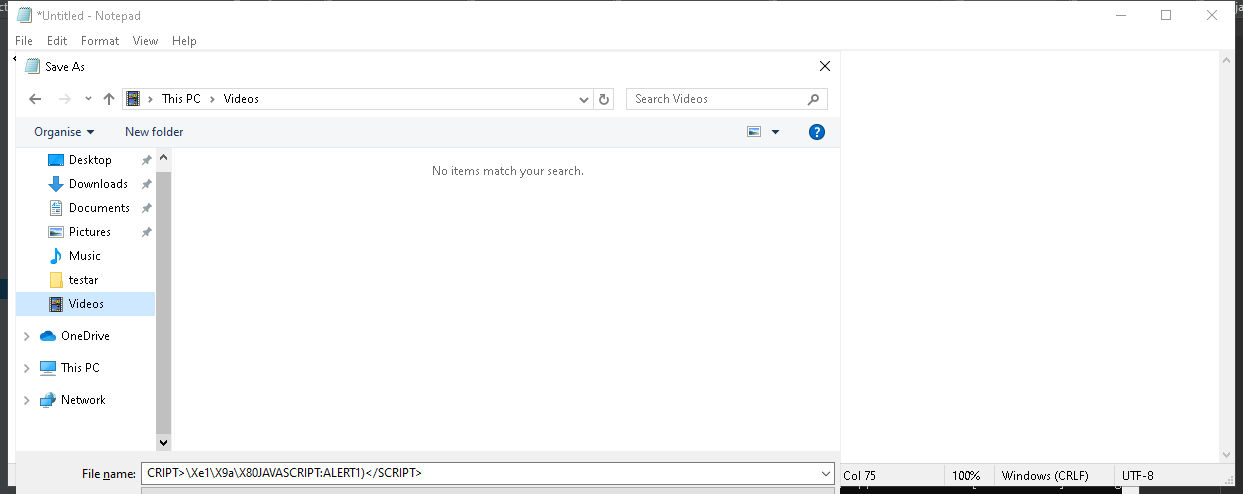 *Untitled - Notepad
File Edit Format View Help
Save As
This PC Videos
Search Videos
Organise New folder
Desktop
No items match your search.
Downloads
Documents
Pictures
Music
testar
Videos
OneDrive
This PC
Network
File name: CRIPT>\Xe1\X9a\X80JAVASCRIPT:ALERT1)</SCRIPT>
Col 75 100% Windows (CRLF) UTF-8